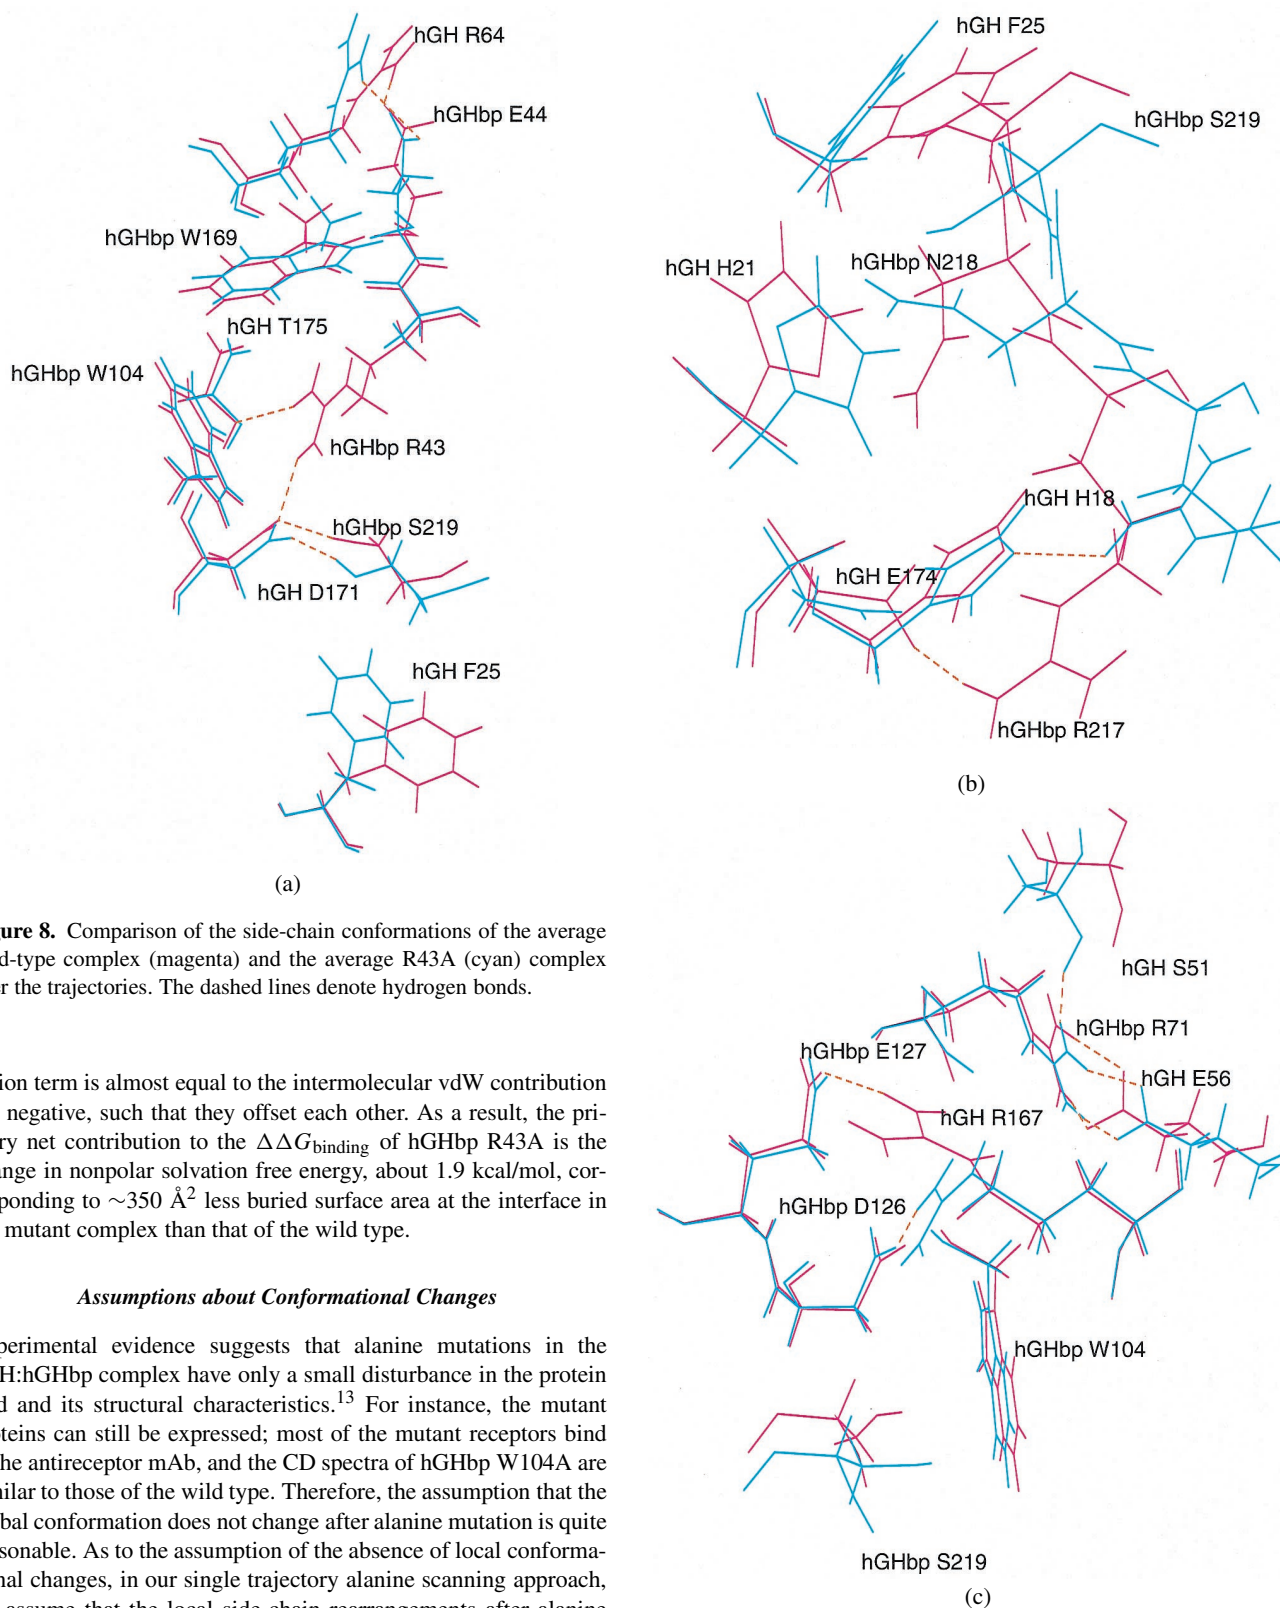 hGH R64
hGHbp E44
hGHbp W169
hGH T175
hGHbp W104
hGHbp R43
hGHbp S219
hGH D171
hGH F25
(a)
gure 8. Comparison of the side-chain conformations of the average
d-type complex (magenta) and the average R43A (cyan) complex
er the trajectories. The dashed lines denote hydrogen bonds.
ion term is almost equal to the intermolecular vdW contribution
negative, such that they offset each other. As a result, the pri-
ry net contribution to the ΔΔG_binding of hGHbp R43A is the
ange in nonpolar solvation free energy, about 1.9 kcal/mol, cor-
ponding to ∼350 Å² less buried surface area at the interface in
mutant complex than that of the wild type.
Assumptions about Conformational Changes
perimental evidence suggests that alanine mutations in the
H:hGHbp complex have only a small disturbance in the protein
d and its structural characteristics.¹³ For instance, the mutant
teins can still be expressed; most of the mutant receptors bind
he antireceptor mAb, and the CD spectra of hGHbp W104A are
nilar to those of the wild type. Therefore, the assumption that the
bal conformation does not change after alanine mutation is quite
sonable. As to the assumption of the absence of local conforma-
nal changes, in our single trajectory alanine scanning approach,
assume that the local side chain rearrangements after alanine
hGH F25
hGHbp S219
hGH H21
hGHbp N218
hGH H18
hGH E174
hGHbp R217
(b)
hGH S51
hGHbp R71
hGHbp E127
hGH E56
hGH R167
hGHbp D126
hGHbp W104
hGHbp S219
(c)